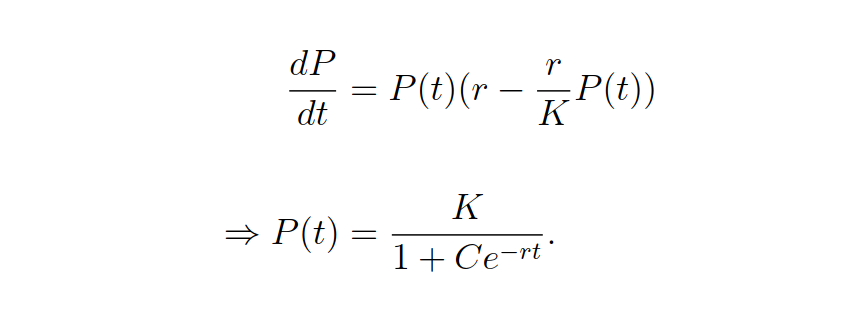 dP/dt = P(t)(r − r/K P(t))
⇒ P(t) = K/(1 + Ce^{−rt}).